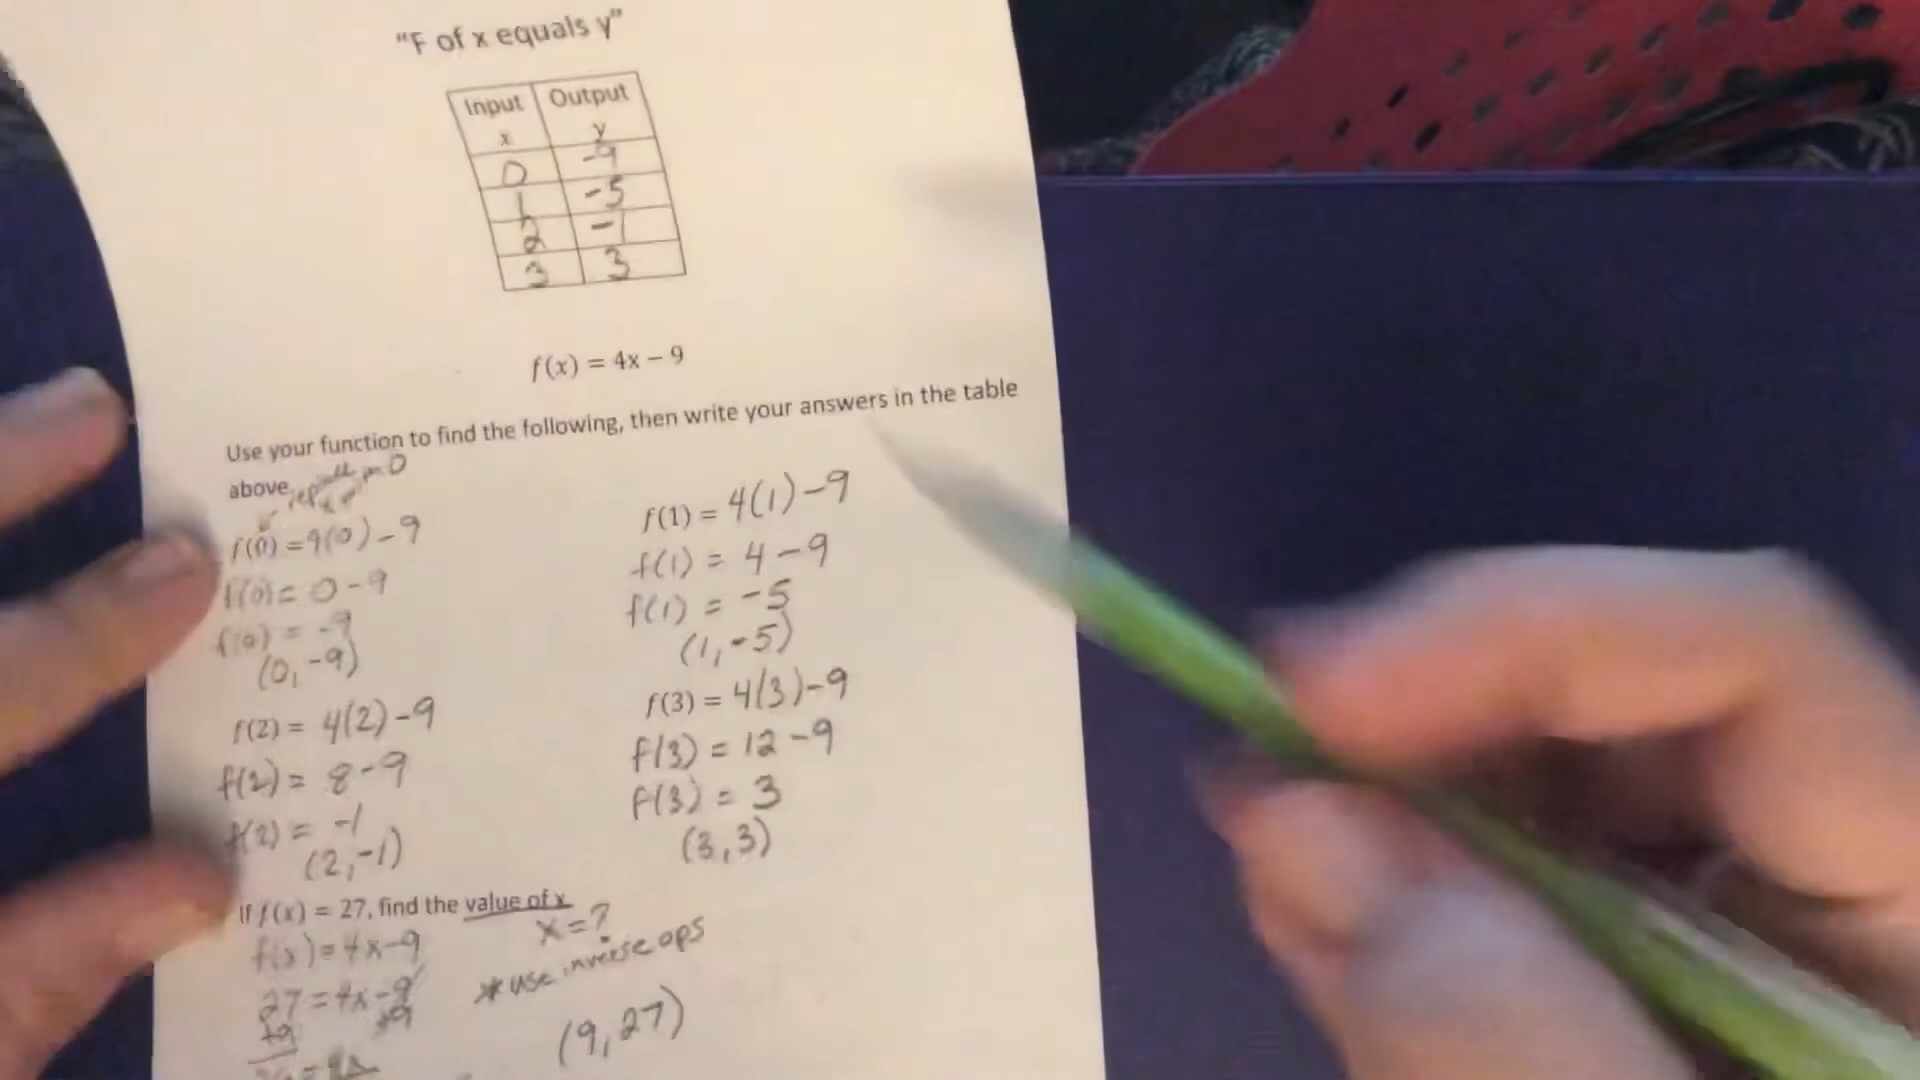 "F of x equals y"
Input Output
x y
0 -9
1 -5
2 -1
3 3
f(x) = 4x – 9
Use your function to find the following, then write your answers in the table
above.
f(0) = 4(0) - 9
f(0) = 0 - 9
f(0) = -9
(0, -9)
f(1) = 4(1) - 9
f(1) = 4 - 9
f(1) = -5
(1, -5)
f(2) = 4(2) - 9
f(2) = 8 - 9
f(2) = -1
(2, -1)
f(3) = 4(3) - 9
f(3) = 12 - 9
f(3) = 3
(3, 3)
If f(x) = 27, find the value of x
x = ?
* use inverse ops
f(x) = 4x - 9
27 = 4x - 9
+9 +9
(9, 27)